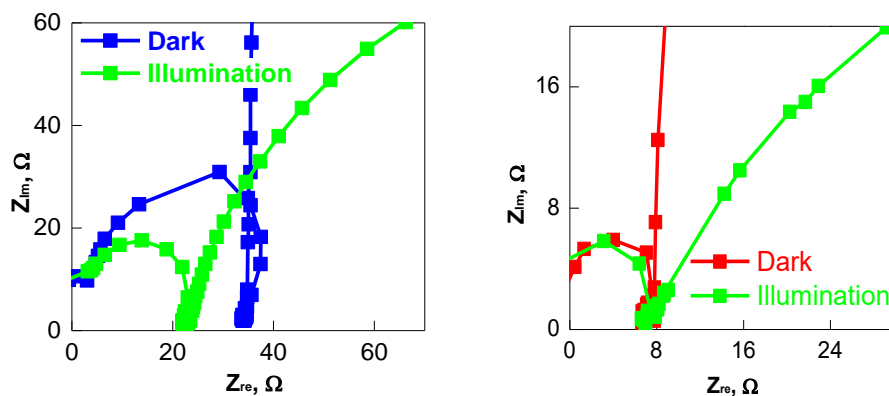 60
40
20
0
0 20 40 60
ZIm, Ω
Zre, Ω
Dark
Illumination
16
8
0
0 8 16 24
ZIm, Ω
Zre, Ω
Dark
Illumination